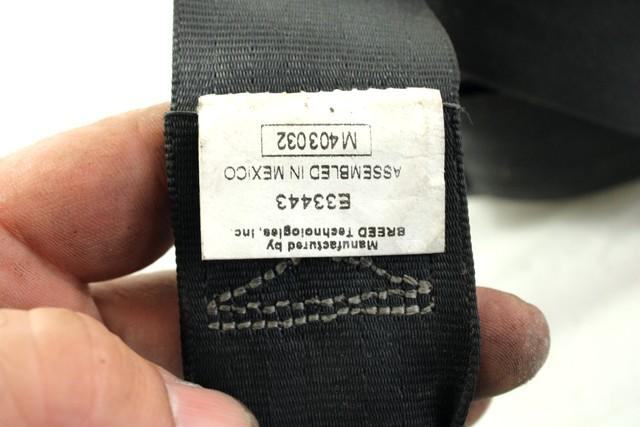 Manufactured by
BREED Technologies, Inc.
E33443
ASSEMBLED IN MEXICO
M403032